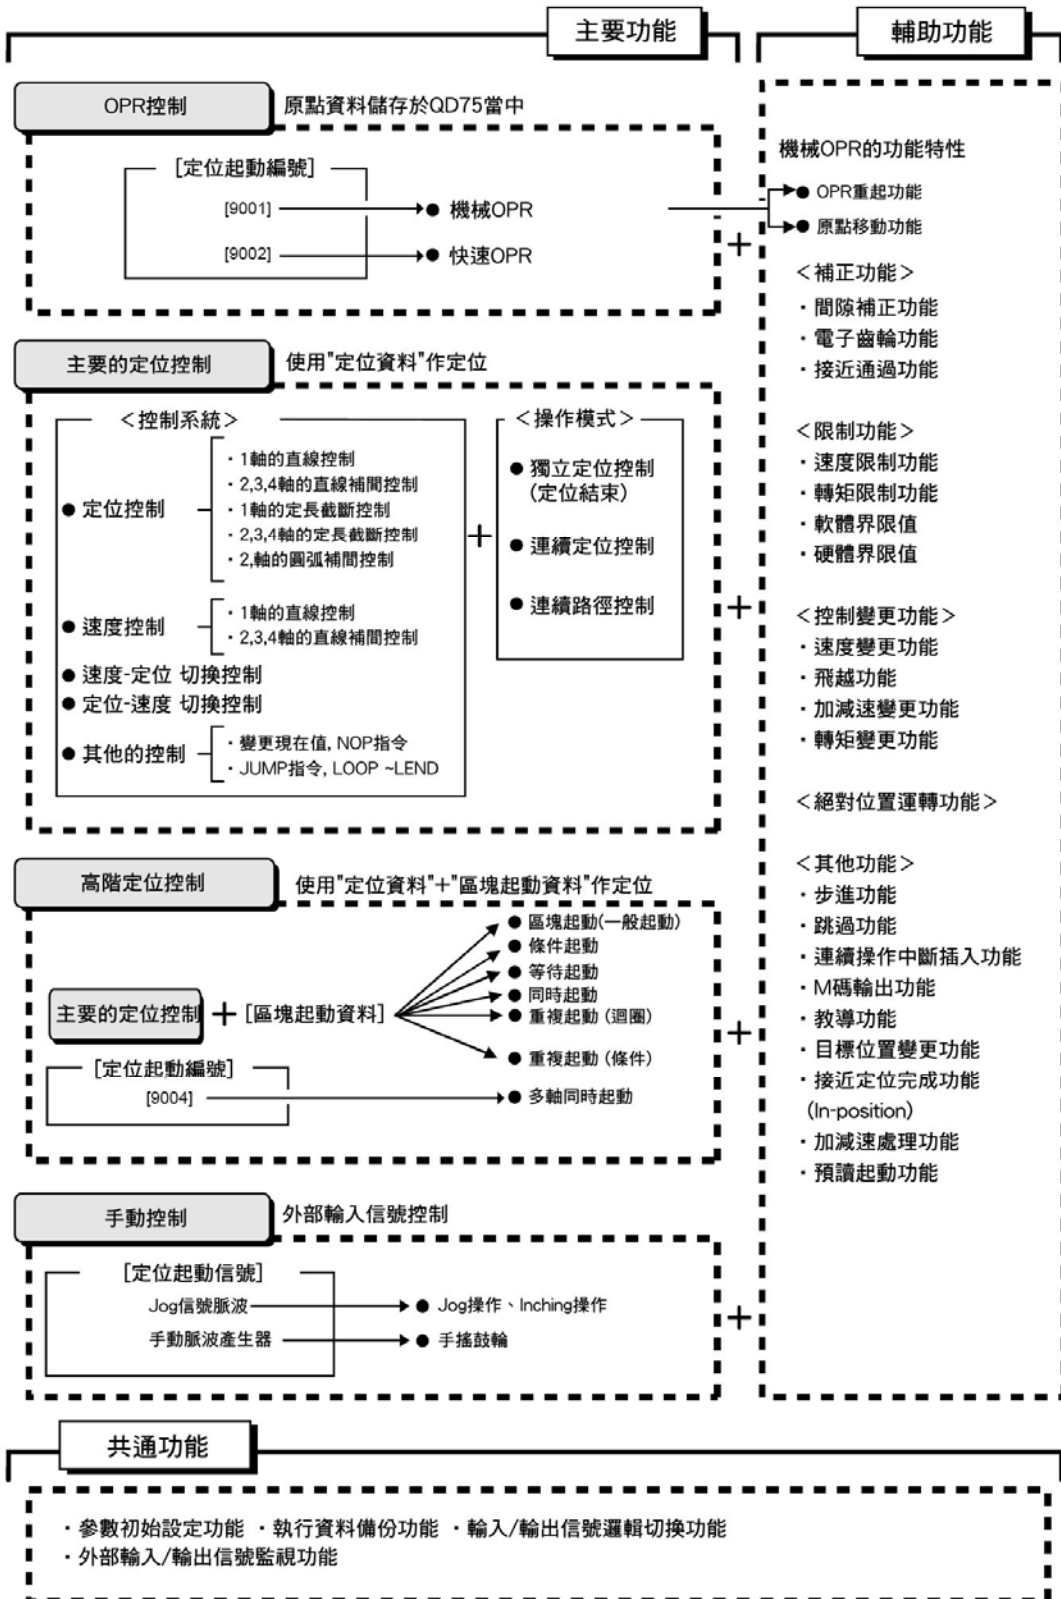 主要功能
輔助功能
OPR控制
原點資料儲存於QD75當中
[定位起動編號]
[9001]
● 機械OPR
[9002]
● 快速OPR
機械OPR的功能特性
● OPR重起功能
● 原點移動功能
+
＜補正功能＞
・間隙補正功能
・電子齒輪功能
・接近通過功能
＜限制功能＞
・速度限制功能
・轉矩限制功能
・軟體界限值
・硬體界限值
＜控制變更功能＞
・速度變更功能
・飛越功能
・加減速變更功能
・轉矩變更功能
＜絕對位置運轉功能＞
＜其他功能＞
・步進功能
・跳過功能
・連續操作中斷插入功能
・M碼輸出功能
・教導功能
・目標位置變更功能
・接近定位完成功能
(In-position)
・加減速處理功能
・預讀起動功能
主要的定位控制
使用"定位資料"作定位
＜控制系統＞
● 定位控制
・1軸的直線控制
・2,3,4軸的直線補間控制
・1軸的定長截斷控制
・2,3,4軸的定長截斷控制
・2,軸的圓弧補間控制
● 速度控制
・1軸的直線控制
・2,3,4軸的直線補間控制
● 速度-定位 切換控制
● 定位-速度 切換控制
● 其他的控制
・變更現在值, NOP指令
・JUMP指令, LOOP ~LEND
+
＜操作模式＞
● 獨立定位控制
(定位結束)
● 連續定位控制
● 連續路徑控制
+
高階定位控制
使用"定位資料"+"區塊起動資料"作定位
主要的定位控制
+
[區塊起動資料]
● 區塊起動(一般起動)
● 條件起動
● 等待起動
● 同時起動
● 重複起動 (迴圈)
● 重複起動 (條件)
[定位起動編號]
[9004]
● 多軸同時起動
+
手動控制
外部輸入信號控制
[定位起動信號]
Jog信號脈波
● Jog操作、Inching操作
手動脈波產生器
● 手搖鼓輪
+
共通功能
・參數初始設定功能 ・執行資料備份功能 ・輸入/輸出信號邏輯切換功能
・外部輸入/輸出信號監視功能